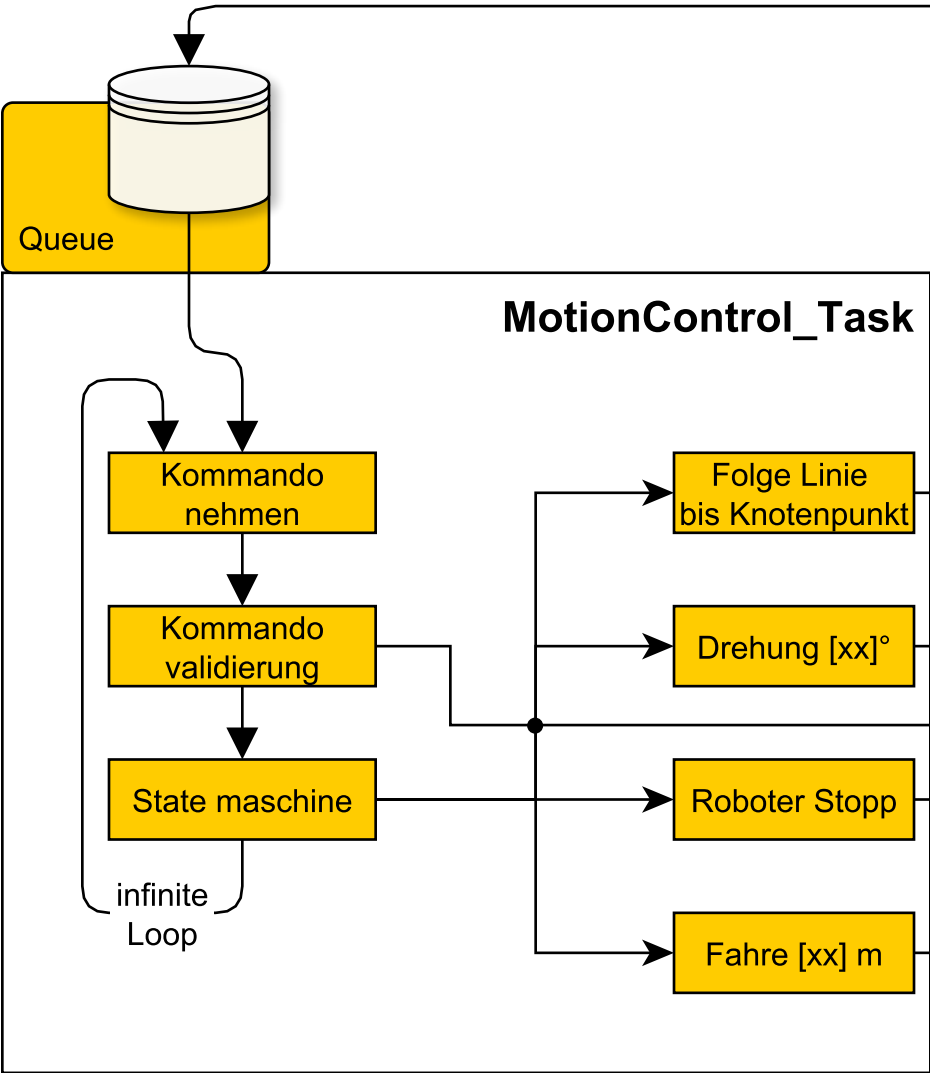 Queue
MotionControl_Task
Kommando
nehmen
Folge Linie
bis Knotenpunkt
Kommando
validierung
Drehung [xx]°
State maschine
Roboter Stopp
infinite
Loop
Fahre [xx] m